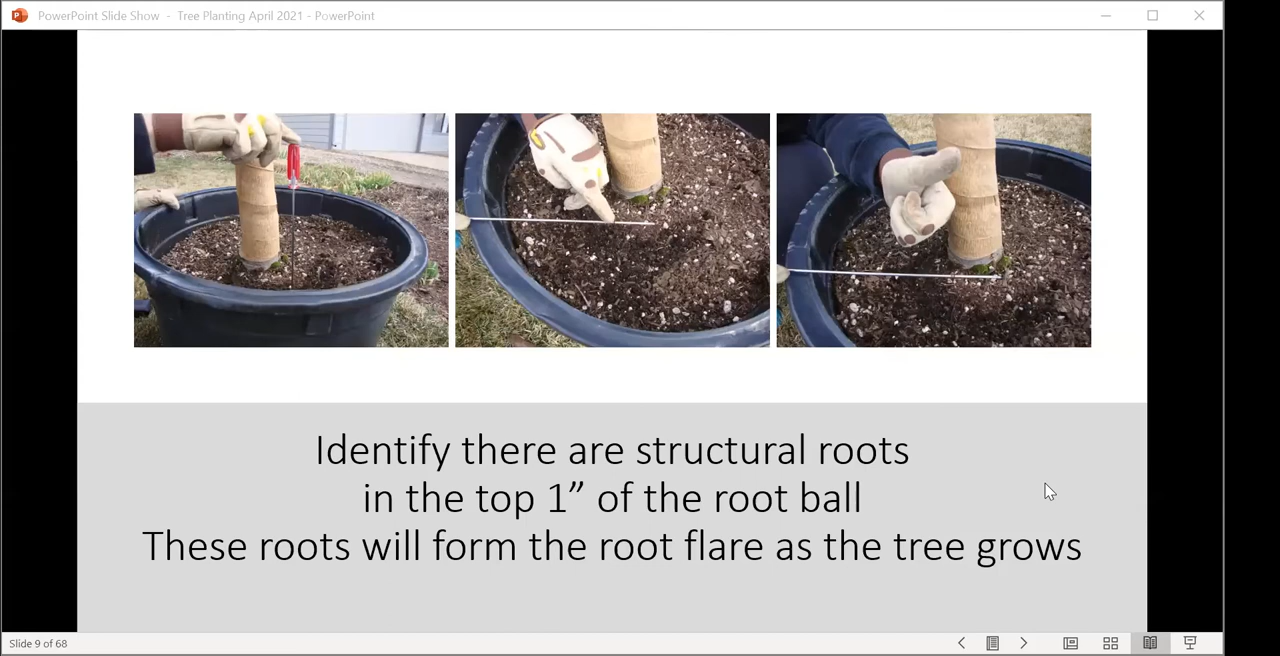 PowerPoint Slide Show - Tree Planting April 2021 - PowerPoint
Identify there are structural roots
in the top 1” of the root ball
These roots will form the root flare as the tree grows
Slide 9 of 68